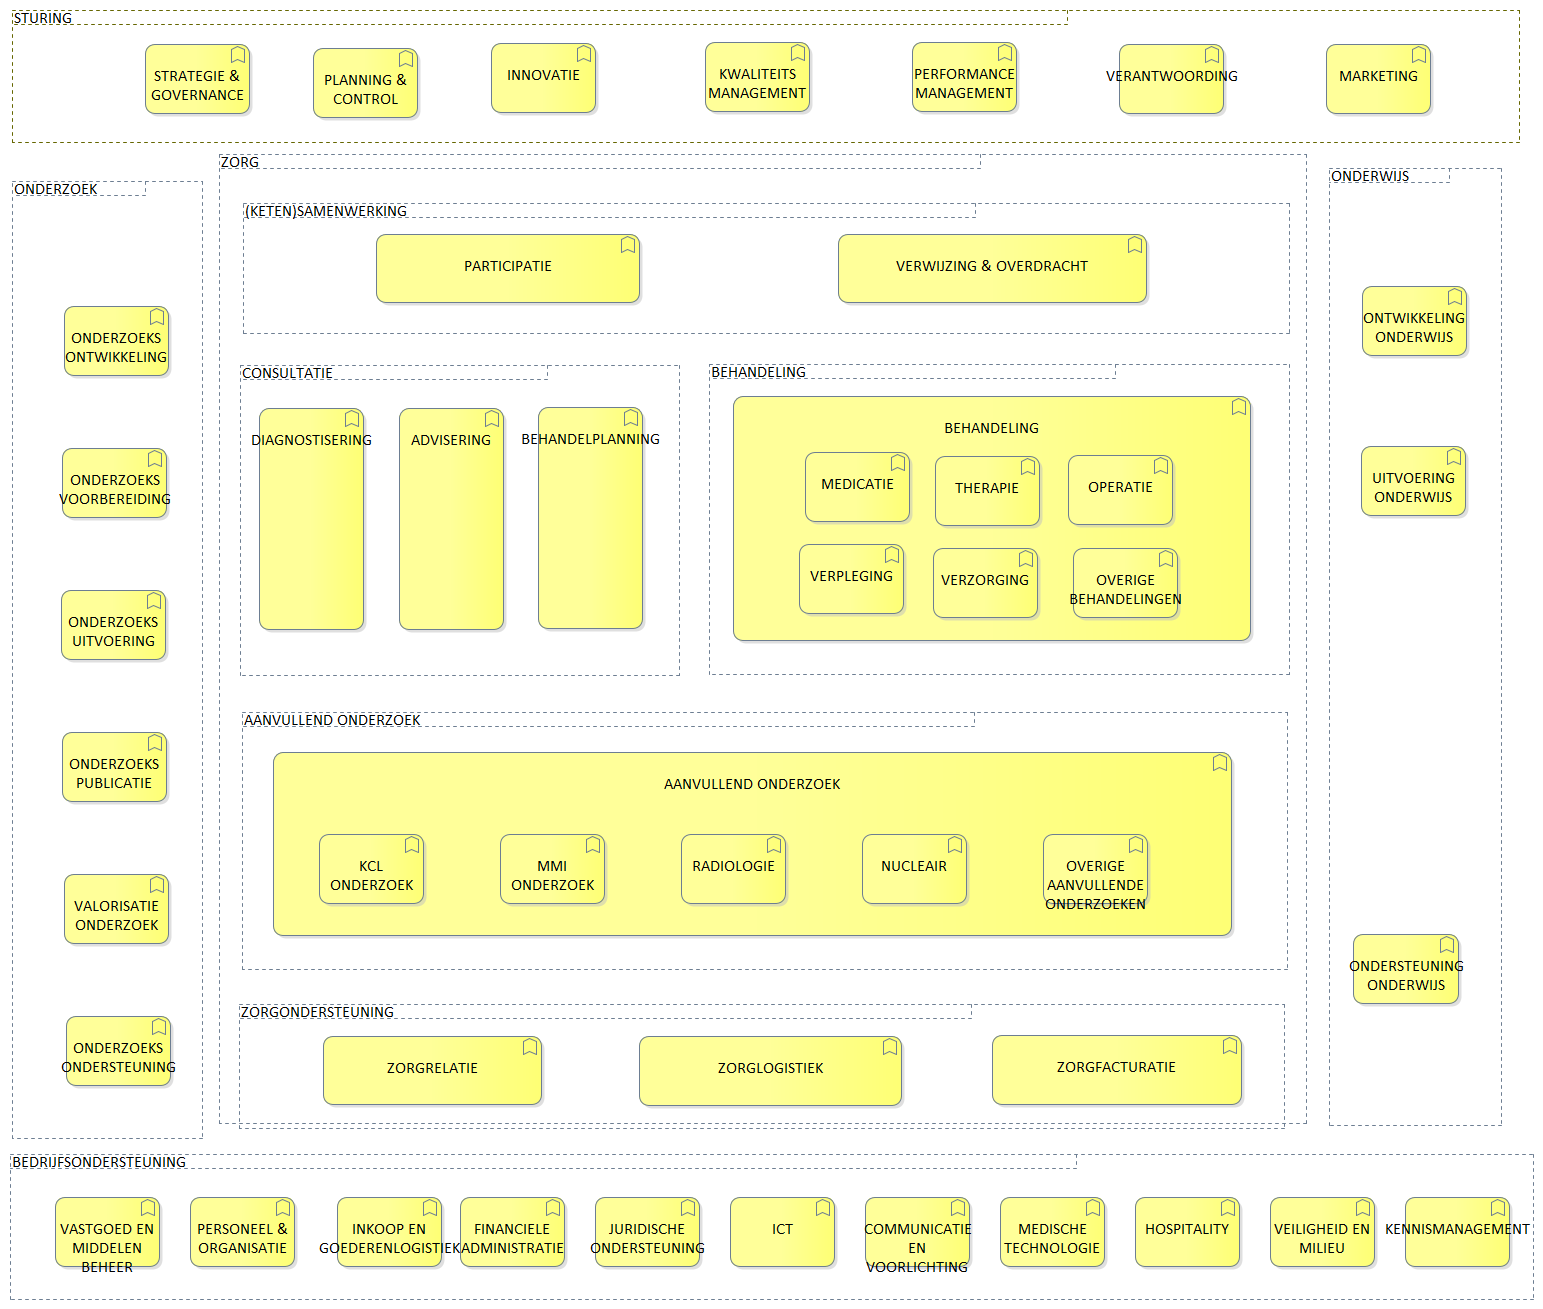 STURING
STRATEGIE &
GOVERNANCE
PLANNING &
CONTROL
INNOVATIE
KWALITEITS
MANAGEMENT
PERFORMANCE
MANAGEMENT
VERANTWOORDING
MARKETING
ONDERZOEK
ONDERZOEKS
ONTWIKKELING
ONDERZOEKS
VOORBEREIDING
ONDERZOEKS
UITVOERING
ONDERZOEKS
PUBLICATIE
VALORISATIE
ONDERZOEK
ONDERZOEKS
ONDERSTEUNING
ZORG
(KETEN)SAMENWERKING
PARTICIPATIE
VERWIJZING & OVERDRACHT
CONSULTATIE
DIAGNOSTISERING
ADVISERING
BEHANDELPLANNING
BEHANDELING
BEHANDELING
MEDICATIE
THERAPIE
OPERATIE
VERPLEGING
VERZORGING
OVERIGE
BEHANDELINGEN
AANVULLEND ONDERZOEK
AANVULLEND ONDERZOEK
KCL
ONDERZOEK
MMI
ONDERZOEK
RADIOLOGIE
NUCLEAIR
OVERIGE
AANVULLENDE
ONDERZOEKEN
ZORGONDERSTEUNING
ZORGRELATIE
ZORGLOGISTIEK
ZORGFACTURATIE
ONDERWIJS
ONTWIKKELING
ONDERWIJS
UITVOERING
ONDERWIJS
ONDERSTEUNING
ONDERWIJS
BEDRIJFSONDERSTEUNING
VASTGOED EN
MIDDELEN
BEHEER
PERSONEEL &
ORGANISATIE
INKOOP EN
GOEDERENLOGISTIEK
FINANCIELE
ADMINISTRATIE
JURIDISCHE
ONDERSTEUNING
ICT
COMMUNICATIE
EN
VOORLICHTING
MEDISCHE
TECHNOLOGIE
HOSPITALITY
VEILIGHEID EN
MILIEU
KENNISMANAGEMENT